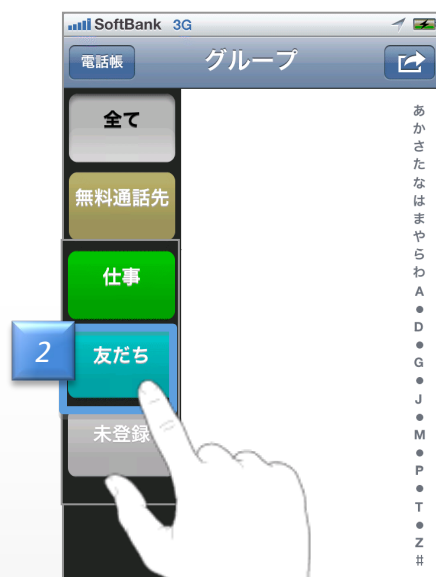 SoftBank 3G
電話帳
グループ
全て
無料通話先
仕事
2
友だち
未登録
あ
か
さ
た
な
は
ま
や
ら
わ
A
●
D
●
G
●
J
●
M
●
P
●
T
●
Z
#